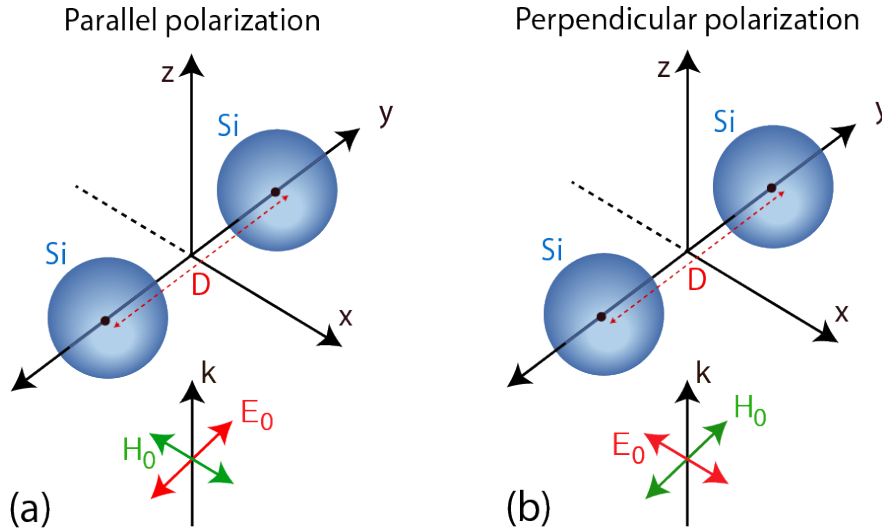 Parallel polarization
z
y
Si
Si
D
x
k
E0
H0
(a)
Perpendicular polarization
z
y
Si
Si
D
x
k
H0
E0
(b)